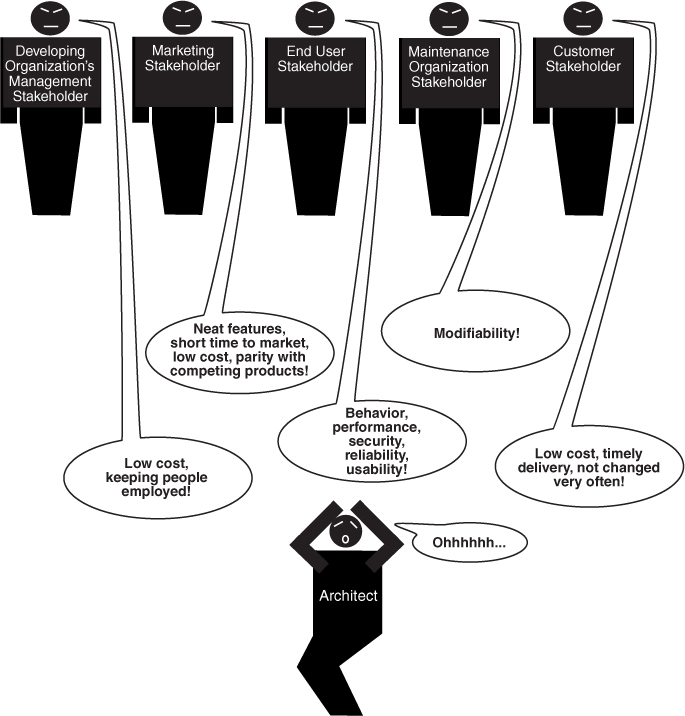 Developing
Organization's
Management
Stakeholder
Marketing
Stakeholder
End User
Stakeholder
Maintenance
Organization
Stakeholder
Customer
Stakeholder
Neat features,
short time to market,
low cost, parity with
competing products!
Modifiability!
Behavior,
performance,
security,
reliability,
usability!
Low cost,
keeping people
employed!
Low cost, timely
delivery, not changed
very often!
Ohhhhhh...
Architect